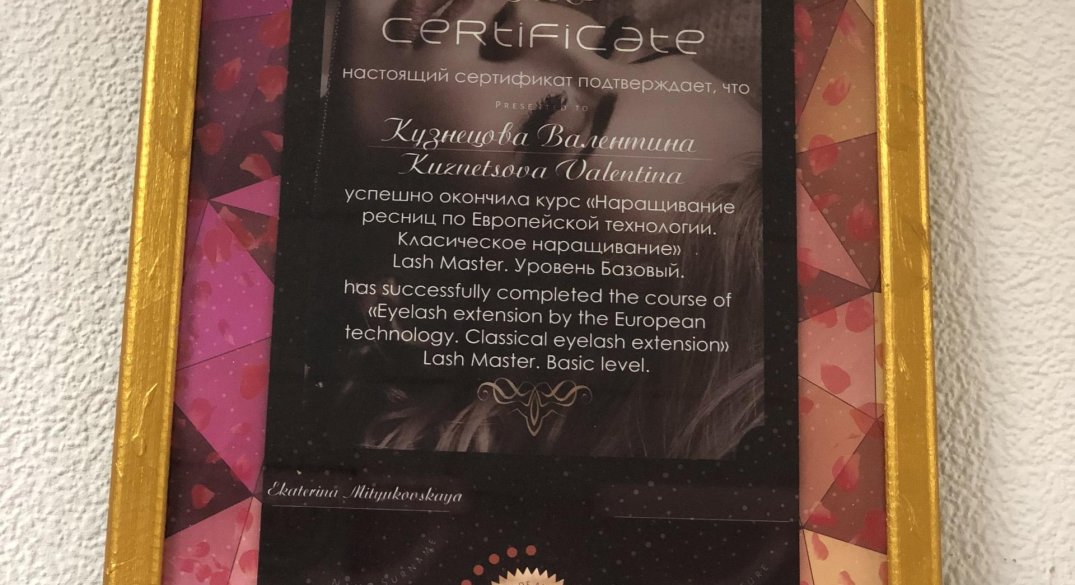 CERTIFICATE
настоящий сертификат подтверждает, что
PRESENTED TO
Кузнецова Валентина
Kuznetsova Valentina
успешно окончила курс «Наращивание
ресниц по Европейской технологии.
Класическое наращивание»
Lash Master. Уровень Базовый.
has successfully completed the course of
«Eyelash extension by the European
technology. Classical eyelash extension»
Lash Master. Basic level.
Ekaterina Mityukovskaya